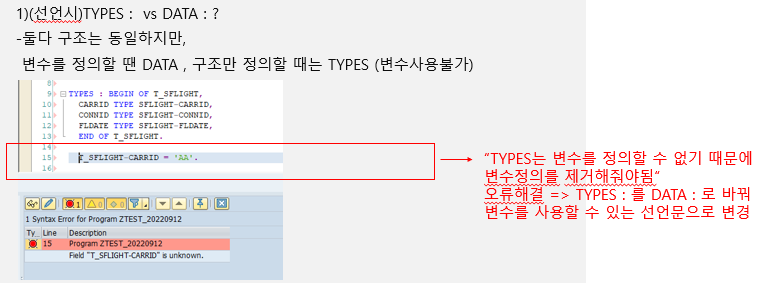 1)(선언시)TYPES :  vs DATA : ?
-둘다 구조는 동일하지만,
변수를 정의할 땐 DATA , 구조만 정의할 때는 TYPES (변수사용불가)
8
9 TYPES : BEGIN OF T_SFLIGHT,
10 CARRID TYPE SFLIGHT-CARRID,
11 CONNID TYPE SFLIGHT-CONNID,
12 FLDATE TYPE SFLIGHT-FLDATE,
13 END OF T_SFLIGHT.
14
15 T_SFLIGHT-CARRID = 'AA'.
16
"TYPES는 변수를 정의할 수 없기 때문에
변수정의를 제거해줘야됨"
오류해결 => TYPES : 를 DATA : 로 바꿔
변수를 사용할 수 있는 선언문으로 변경
1 0 0
1 Syntax Error for Program ZTEST_20220912
Ty... Line Description
15 Program ZTEST_20220912
Field "T_SFLIGHT-CARRID" is unknown.